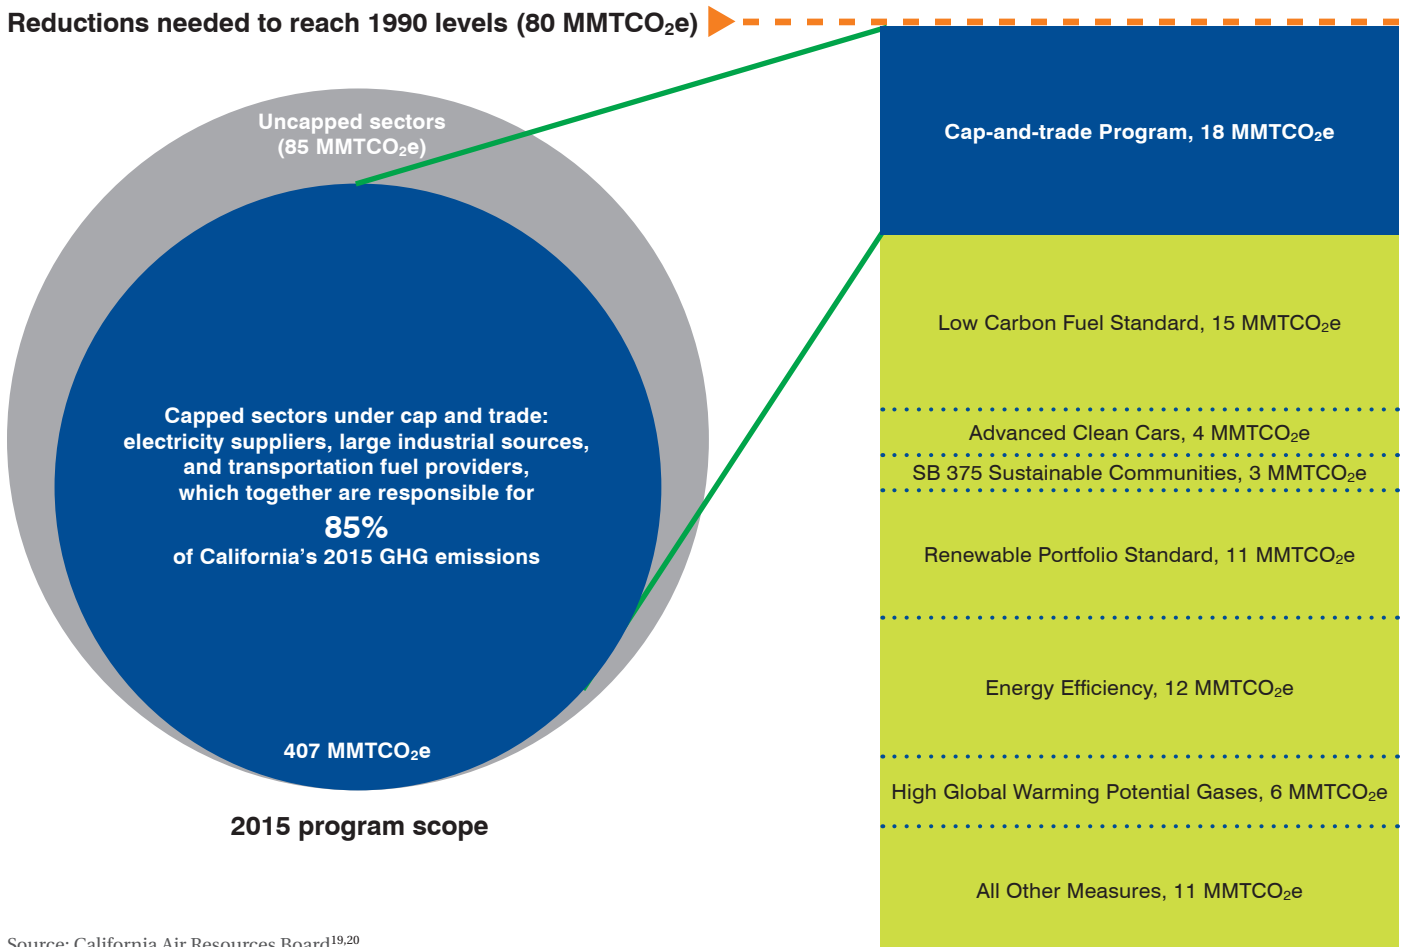 Reductions needed to reach 1990 levels (80 MMTCO₂e)
Uncapped sectors
(85 MMTCO₂e)
Capped sectors under cap and trade:
electricity suppliers, large industrial sources,
and transportation fuel providers,
which together are responsible for
85%
of California’s 2015 GHG emissions
407 MMTCO₂e
2015 program scope
Cap-and-trade Program, 18 MMTCO₂e
Low Carbon Fuel Standard, 15 MMTCO₂e
Advanced Clean Cars, 4 MMTCO₂e
SB 375 Sustainable Communities, 3 MMTCO₂e
Renewable Portfolio Standard, 11 MMTCO₂e
Energy Efficiency, 12 MMTCO₂e
High Global Warming Potential Gases, 6 MMTCO₂e
All Other Measures, 11 MMTCO₂e
Source: California Air Resources Board¹⁹,²⁰